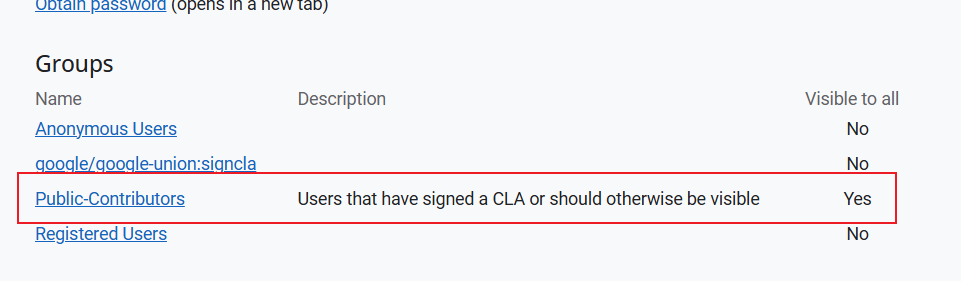 Obtain password (opens in a new tab)
Groups
Name Description Visible to all
Anonymous Users No
google/google-union:signcla No
Public-Contributors Users that have signed a CLA or should otherwise be visible Yes
Registered Users No